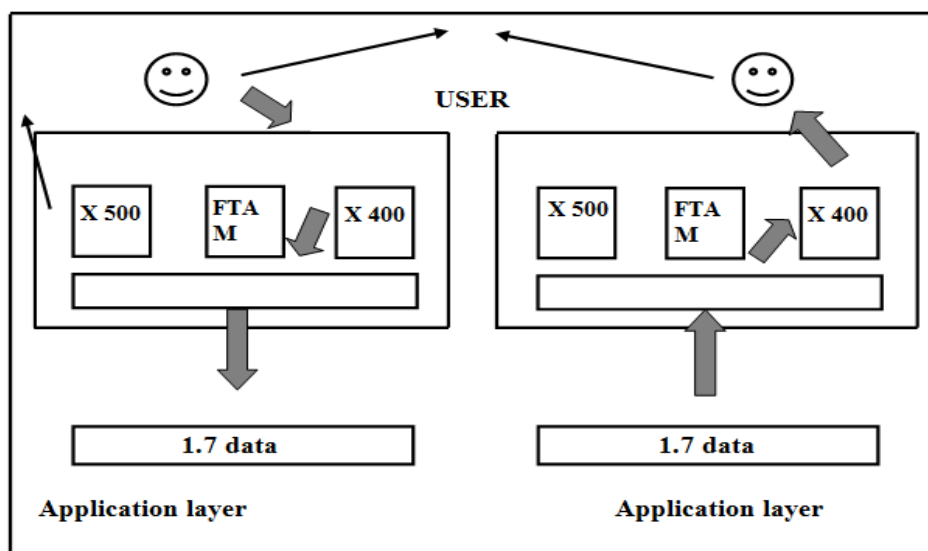 USER
X 500
FTA
M
X 400
X 500
FTA
M
X 400
1.7 data
1.7 data
Application layer
Application layer